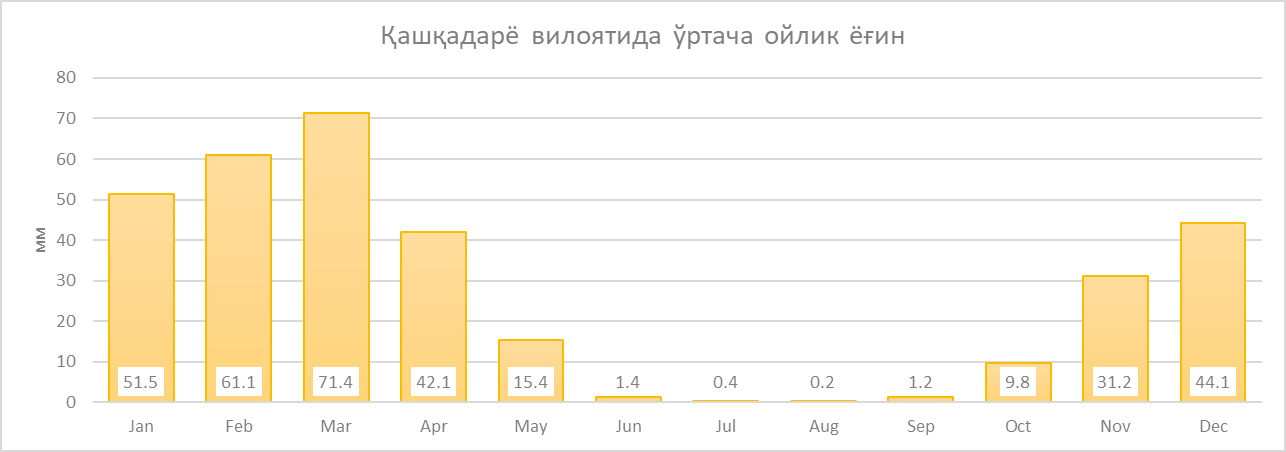 Қашқадарё вилоятида ўртача ойлик ёғин
80
70
60
50
40
30
20
10
0
мм
51.5 61.1 71.4 42.1 15.4 1.4 0.4 0.2 1.2 9.8 31.2 44.1
Jan Feb Mar Apr May Jun Jul Aug Sep Oct Nov Dec